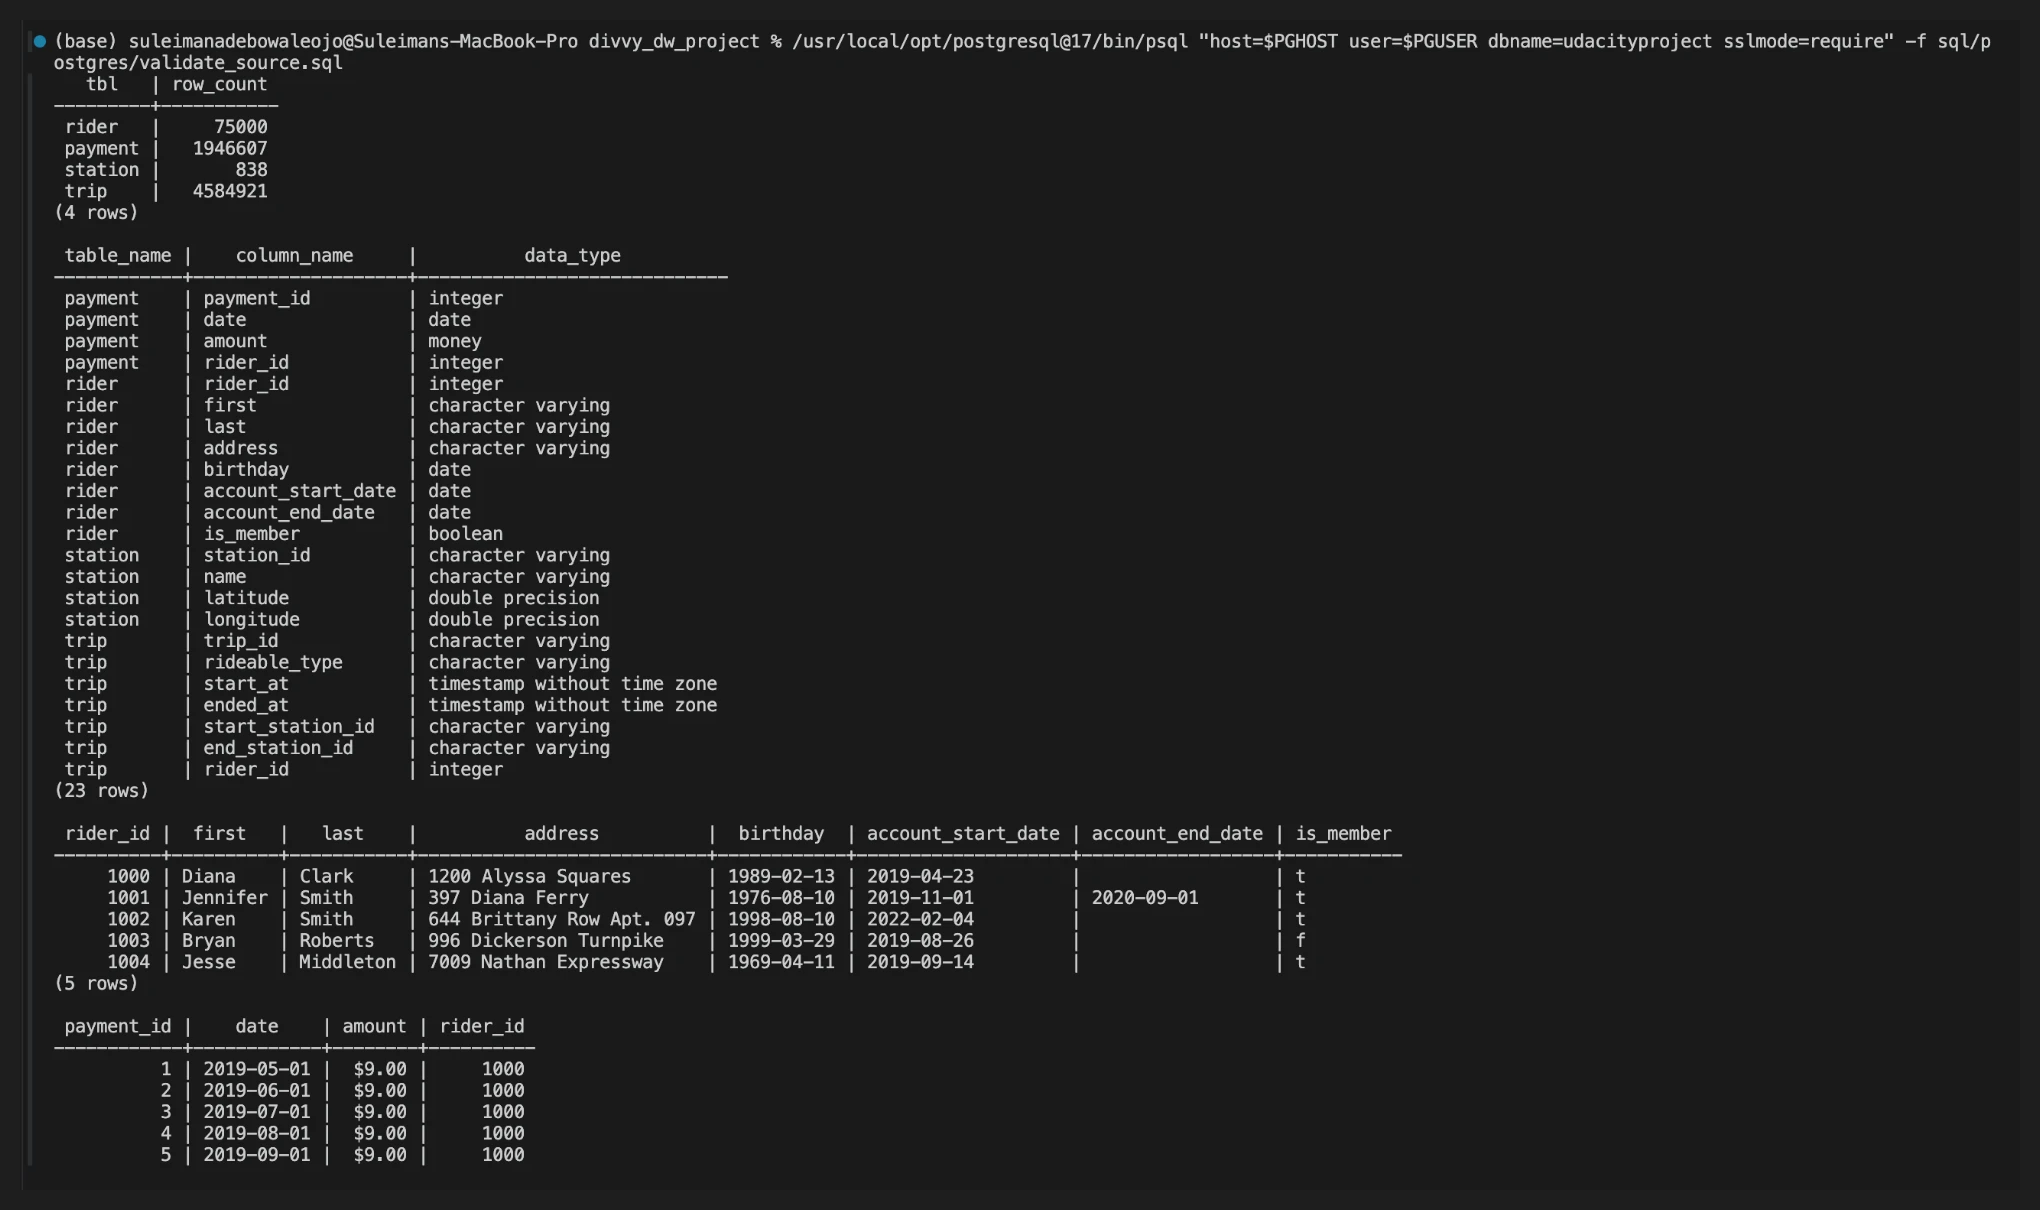 (base) suleimanadebowaleojo@Suleimans-MacBook-Pro divvy_dw_project % /usr/local/opt/postgresql@17/bin/psql "host=$PGHOST user=$PGUSER dbname=udacityproject sslmode=require" -f sql/p
ostgres/validate_source.sql
   tbl   | row_count
---------+-----------
 rider   |     75000
 payment |   1946607
 station |       838
 trip    |   4584921
(4 rows)

 table_name |    column_name     |          data_type
------------+--------------------+-----------------------------
 payment    | payment_id         | integer
 payment    | date               | date
 payment    | amount             | money
 payment    | rider_id           | integer
 rider      | rider_id           | integer
 rider      | first              | character varying
 rider      | last               | character varying
 rider      | address            | character varying
 rider      | birthday           | date
 rider      | account_start_date | date
 rider      | account_end_date   | date
 rider      | is_member          | boolean
 station    | station_id         | character varying
 station    | name               | character varying
 station    | latitude           | double precision
 station    | longitude          | double precision
 trip       | trip_id            | character varying
 trip       | rideable_type      | character varying
 trip       | start_at           | timestamp without time zone
 trip       | ended_at           | timestamp without time zone
 trip       | start_station_id   | character varying
 trip       | end_station_id     | character varying
 trip       | rider_id           | integer
(23 rows)

 rider_id |  first   |   last    |          address          |  birthday  | account_start_date | account_end_date | is_member
----------+----------+-----------+---------------------------+------------+--------------------+------------------+-----------
     1000 | Diana    | Clark     | 1200 Alyssa Squares       | 1989-02-13 | 2019-04-23         |                  | t
     1001 | Jennifer | Smith     | 397 Diana Ferry           | 1976-08-10 | 2019-11-01         | 2020-09-01       | t
     1002 | Karen    | Smith     | 644 Brittany Row Apt. 097 | 1998-08-10 | 2022-02-04         |                  | t
     1003 | Bryan    | Roberts   | 996 Dickerson Turnpike    | 1999-03-29 | 2019-08-26         |                  | f
     1004 | Jesse    | Middleton | 7009 Nathan Expressway    | 1969-04-11 | 2019-09-14         |                  | t
(5 rows)

 payment_id |    date    | amount | rider_id
------------+------------+--------+----------
          1 | 2019-05-01 |  $9.00 |     1000
          2 | 2019-06-01 |  $9.00 |     1000
          3 | 2019-07-01 |  $9.00 |     1000
          4 | 2019-08-01 |  $9.00 |     1000
          5 | 2019-09-01 |  $9.00 |     1000